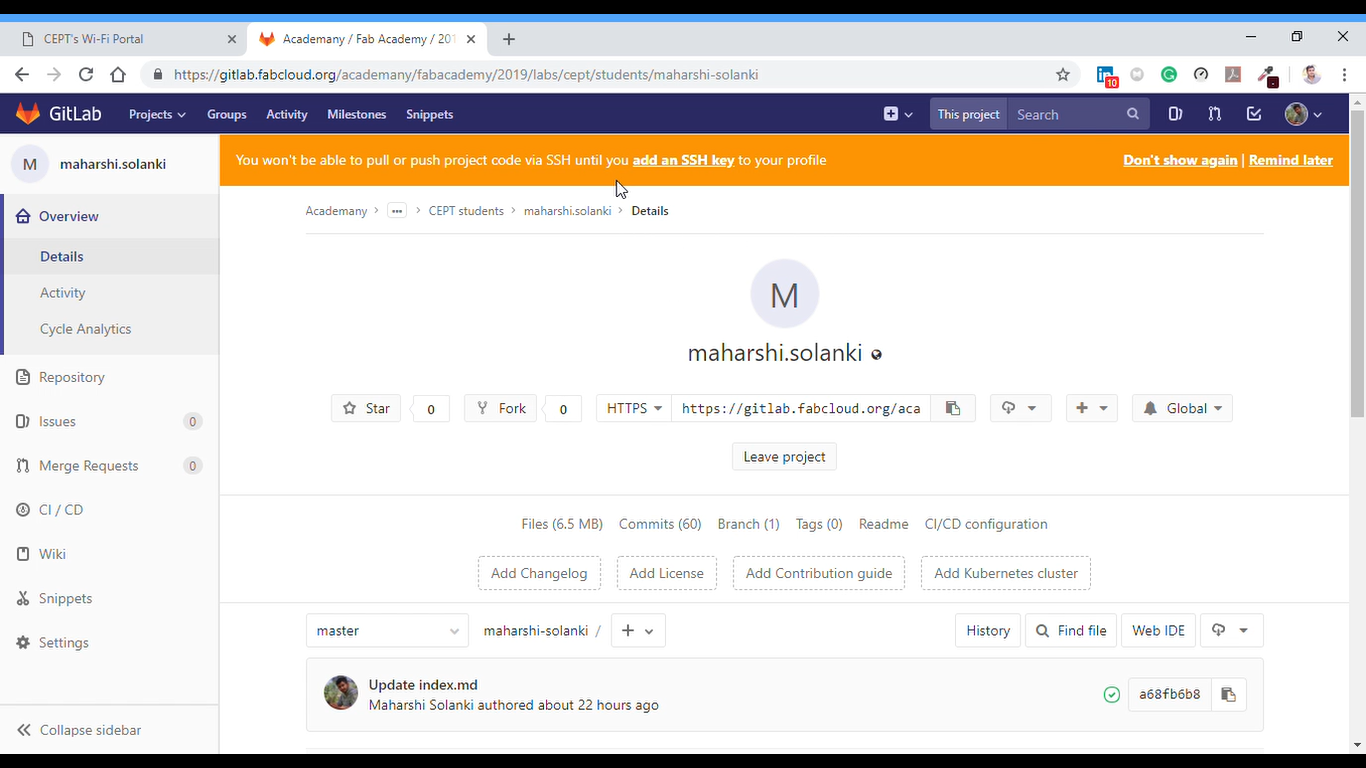 CEPT's Wi-Fi Portal
Academany / Fab Academy / 201
https://gitlab.fabcloud.org/academany/fabacademy/2019/labs/cept/students/maharshi-solanki
10
GitLab Projects Groups Activity Milestones Snippets This project Search
M maharshi.solanki
You won't be able to pull or push project code via SSH until you add an SSH key to your profile Don't show again | Remind later
Academany > ... > CEPT students > maharshi.solanki > Details
Overview
Details
Activity
Cycle Analytics
Repository
Issues 0
Merge Requests 0
CI / CD
Wiki
Snippets
Settings
Collapse sidebar
M
maharshi.solanki
Star 0 Fork 0 HTTPS https://gitlab.fabcloud.org/aca Global
Leave project
Files (6.5 MB) Commits (60) Branch (1) Tags (0) Readme CI/CD configuration
Add Changelog Add License Add Contribution guide Add Kubernetes cluster
master maharshi-solanki / + History Find file Web IDE
Update index.md
Maharshi Solanki authored about 22 hours ago
a68fb6b8